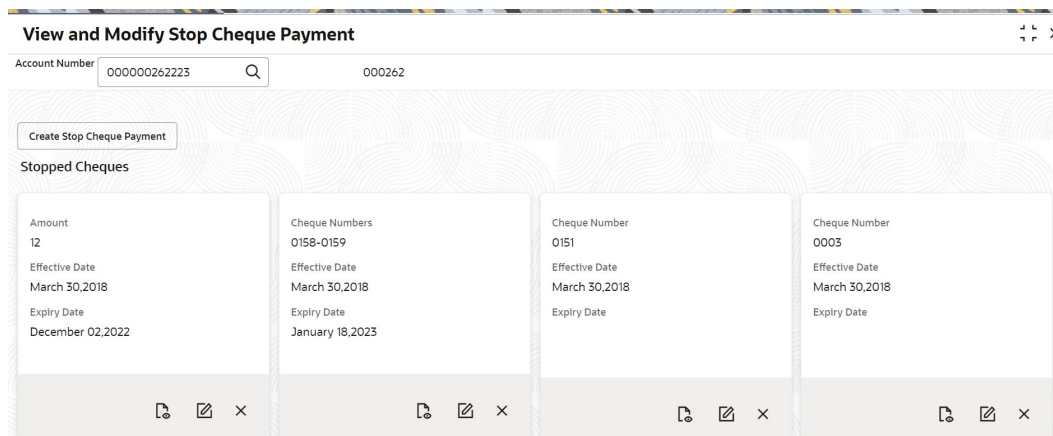 View and Modify Stop Cheque Payment
Account Number 000000262223 000262
Create Stop Cheque Payment
Stopped Cheques
Amount
12
Effective Date
March 30,2018
Expiry Date
December 02,2022
Cheque Numbers
0158-0159
Effective Date
March 30,2018
Expiry Date
January 18,2023
Cheque Number
0151
Effective Date
March 30,2018
Expiry Date
Cheque Number
0003
Effective Date
March 30,2018
Expiry Date